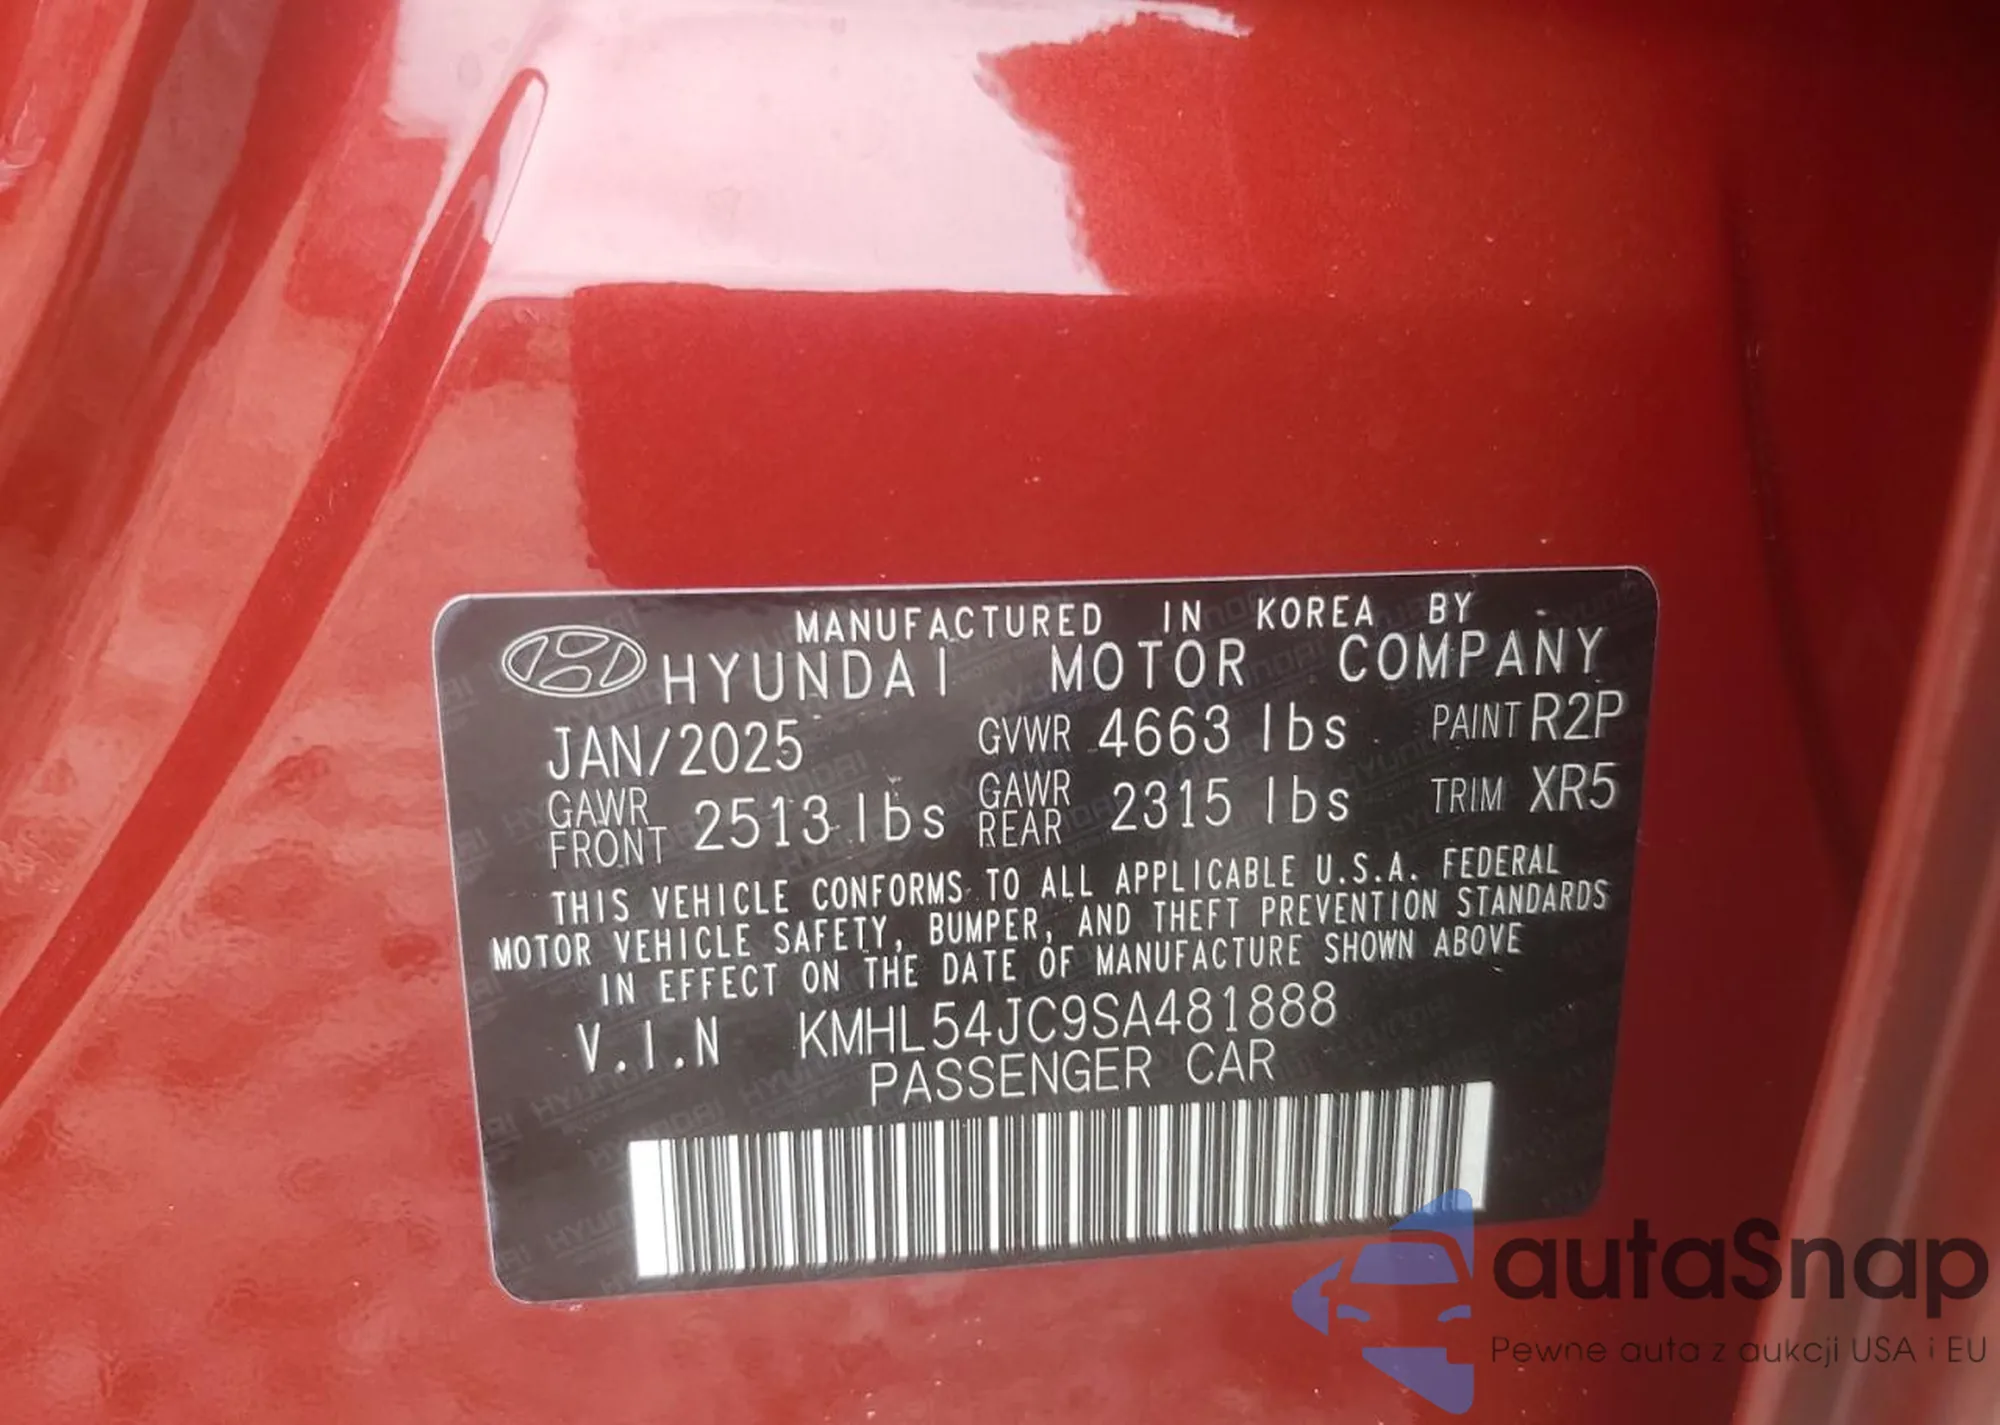 MANUFACTURED IN KOREA BY
HYUNDAI MOTOR COMPANY
JAN/2025 GVWR 4663 lbs PAINT R2P
GAWR FRONT 2513 lbs GAWR REAR 2315 lbs TRIM XR5
THIS VEHICLE CONFORMS TO ALL APPLICABLE U.S.A. FEDERAL
MOTOR VEHICLE SAFETY, BUMPER, AND THEFT PREVENTION STANDARDS
IN EFFECT ON THE DATE OF MANUFACTURE SHOWN ABOVE
V.I.N KMHL54JC9SA481888
PASSENGER CAR
autaSnap
Pewne auta z aukcji USA i EU